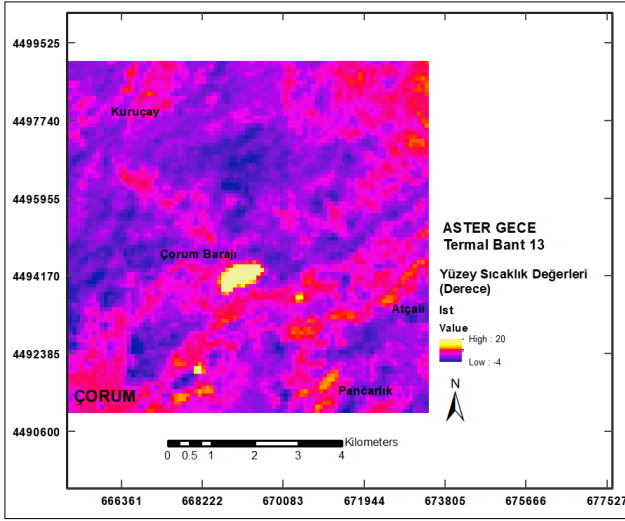 4499525
4497740
4495955
4494170
4492385
4490600
Kuruçay
Çorum Barajı
Atçalı
Pancarlık
ÇORUM
ASTER GECE
Termal Bant 13
Yüzey Sıcaklık Değerleri
(Derece)
lst
Value
High : 20
Low : -4
N
Kilometers
0 0.5 1 2 3 4
666361 668222 670083 671944 673805 675666 677527